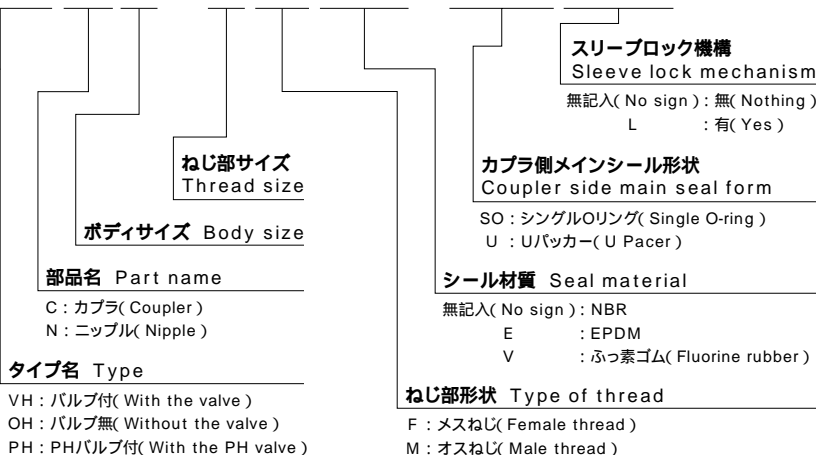 スリーブロック機構
Sleeve lock mechanism
無記入( No sign ) : 無( Nothing )
L : 有( Yes )
ねじ部サイズ
Thread size
カプラ側メインシール形状
Coupler side main seal form
SO : シングルOリング( Single O-ring )
U : Uパッカー( U Pacer )
ボディサイズ Body size
部品名 Part name
C : カプラ( Coupler )
N : ニップル( Nipple )
シール材質 Seal material
無記入( No sign ) : NBR
E : EPDM
V : ふっ素ゴム( Fluorine rubber )
タイプ名 Type
VH : バルブ付( With the valve )
OH : バルブ無( Without the valve )
PH : PHバルブ付( With the PH valve )
ねじ部形状 Type of thread
F : メスねじ( Female thread )
M : オスねじ( Male thread )